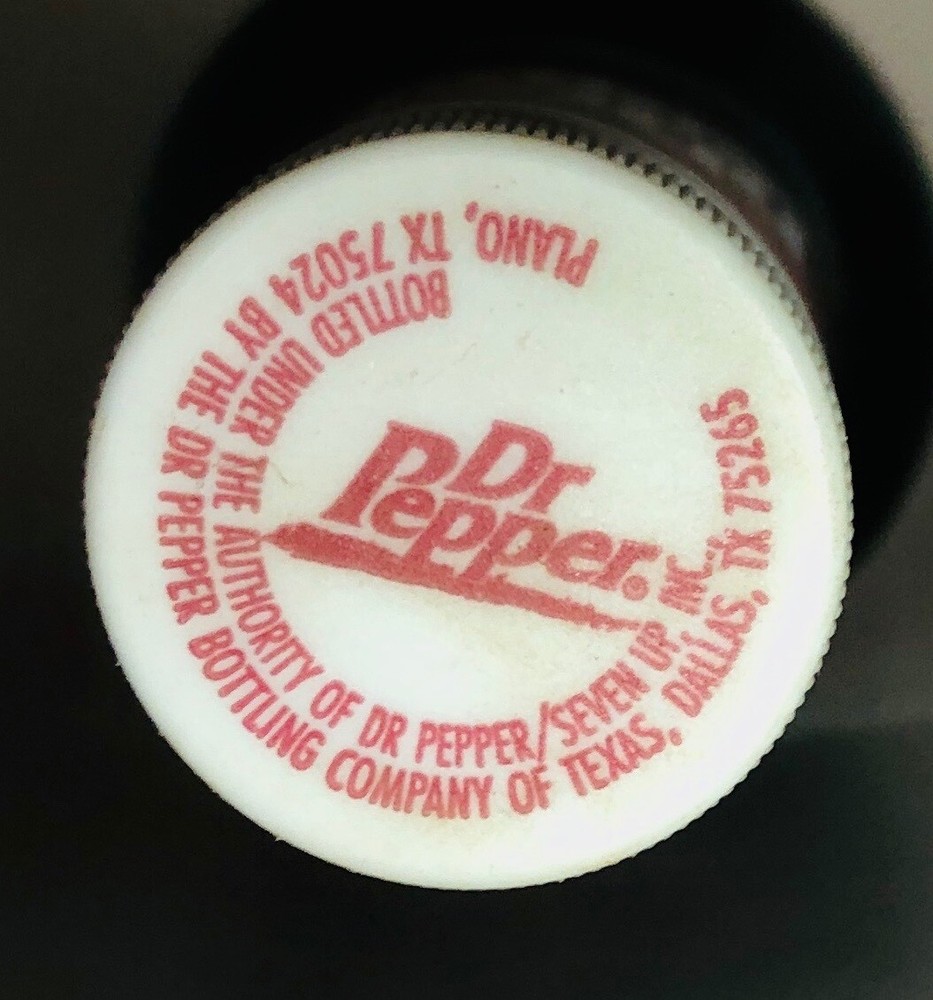 Dr
Pepper®
BOTTLED UNDER THE AUTHORITY OF DR PEPPER/SEVEN UP, INC.,
PLANO, TX 75024 BY THE DR PEPPER BOTTLING COMPANY OF TEXAS, DALLAS, TX 75265